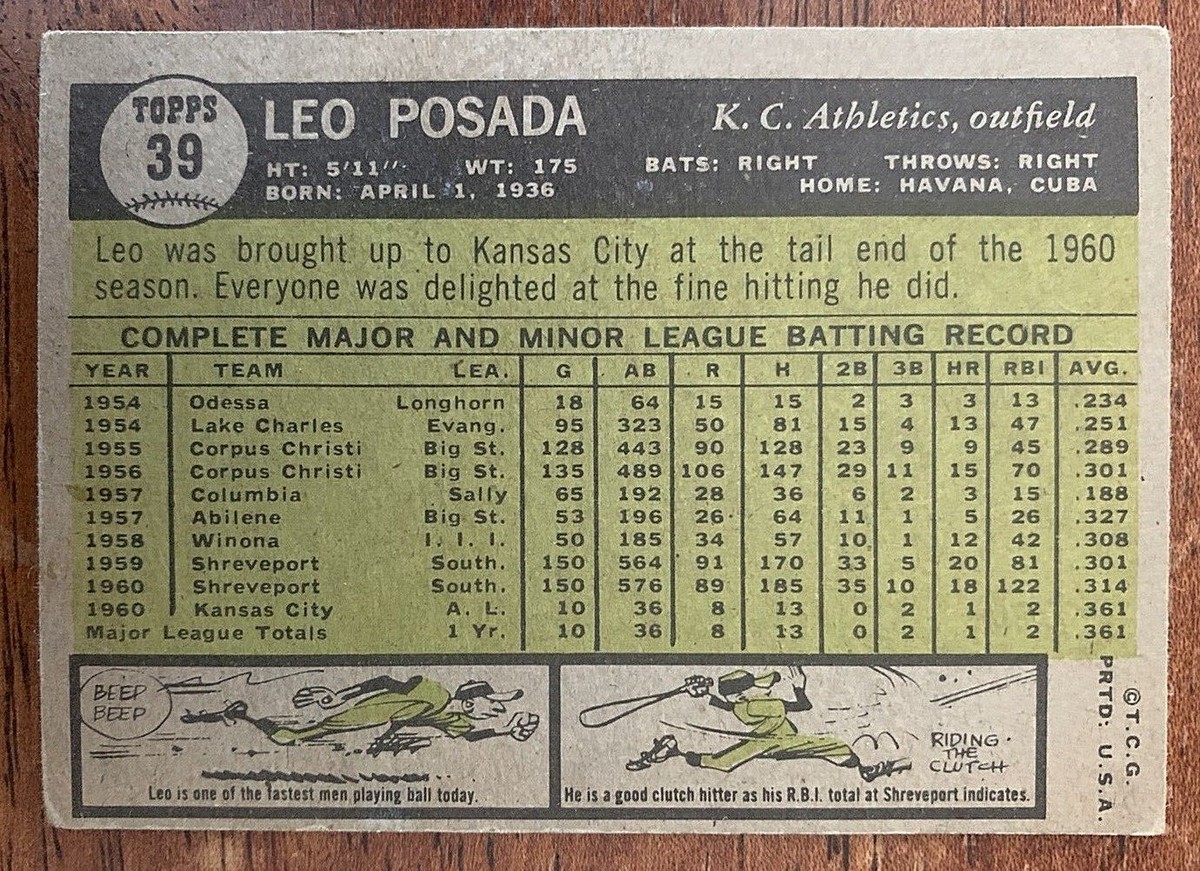 TOPPS
39
LEO POSADA
K. C. Athletics, outfield
HT: 5'11" WT: 175 BATS: RIGHT THROWS: RIGHT
BORN: APRIL 1, 1936 HOME: HAVANA, CUBA
Leo was brought up to Kansas City at the tail end of the 1960
season. Everyone was delighted at the fine hitting he did.
COMPLETE MAJOR AND MINOR LEAGUE BATTING RECORD
YEAR TEAM LEA. G AB R H 2B 3B HR RBI AVG.
1954 Odessa Longhorn 18 64 15 15 2 3 3 13 .234
1954 Lake Charles Evang. 95 323 50 81 15 4 13 47 .251
1955 Corpus Christi Big St. 128 443 90 128 23 9 9 45 .289
1956 Corpus Christi Big St. 135 489 106 147 29 11 15 70 .301
1957 Columbia Sally 65 192 28 36 6 2 3 15 .188
1957 Abilene Big St. 53 196 26 64 11 1 5 26 .327
1958 Winona I. I. I. 50 185 34 57 10 1 12 42 .308
1959 Shreveport South. 150 564 91 170 33 5 20 81 .301
1960 Shreveport South. 150 576 89 185 35 10 18 122 .314
1960 Kansas City A. L. 10 36 8 13 0 2 1 2 .361
Major League Totals 1 Yr. 10 36 8 13 0 2 1 2 .361
BEEP
BEEP
Leo is one of the fastest men playing ball today.
RIDING
THE
CLUTCH
He is a good clutch hitter as his R.B.I. total at Shreveport indicates.
©T.C.G.
PRTD: U.S.A.